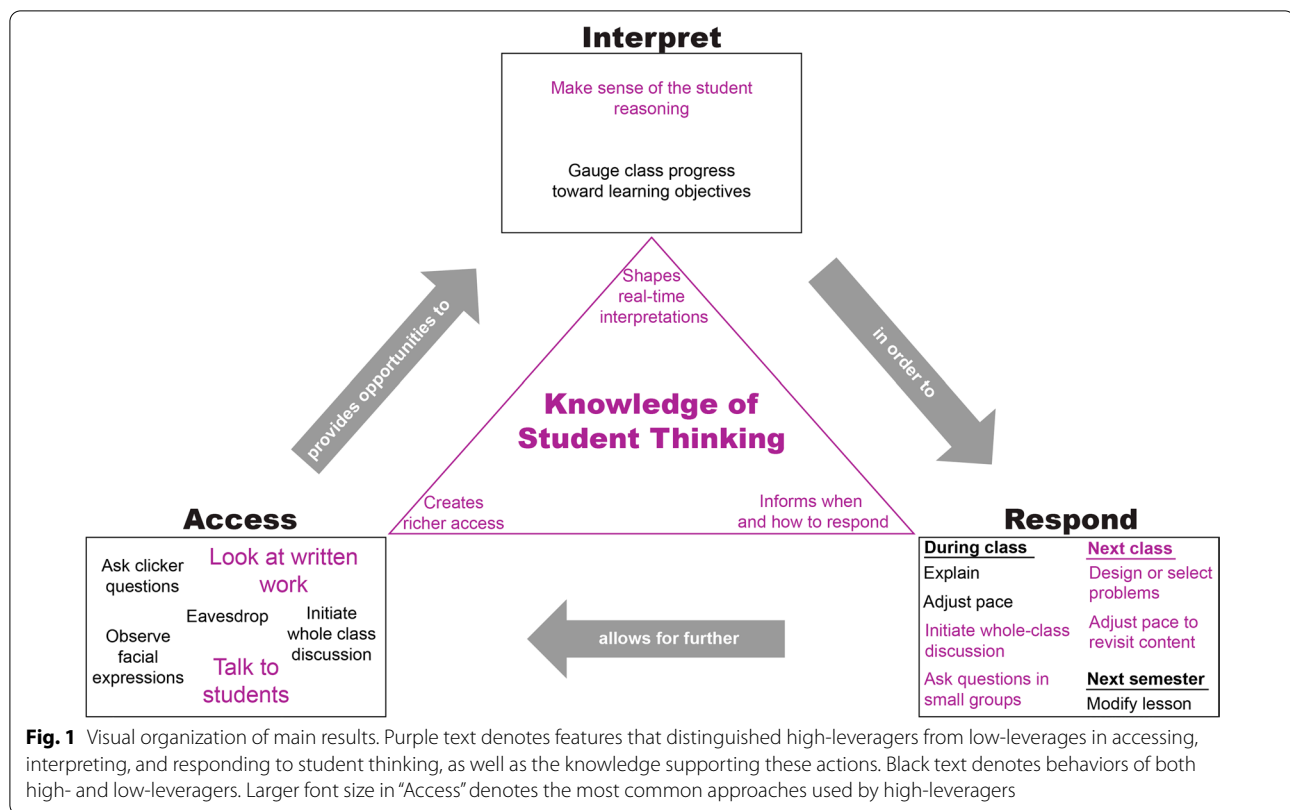 Interpret
Make sense of the student
reasoning
Gauge class progress
toward learning objectives
provides opportunities to
in order to
Shapes
real-time
interpretations
Knowledge of
Student Thinking
Creates
richer access
Informs when
and how to respond
Access
Ask clicker
questions
Look at written
work
Eavesdrop
Initiate
whole class
discussion
Observe
facial
expressions
Talk to
students
allows for further
Respond
During class
Explain
Adjust pace
Initiate whole-class
discussion
Ask questions in
small groups
Next class
Design or select
problems
Adjust pace to
revisit content
Next semester
Modify lesson
Fig. 1 Visual organization of main results. Purple text denotes features that distinguished high-leveragers from low-leverages in accessing,
interpreting, and responding to student thinking, as well as the knowledge supporting these actions. Black text denotes behaviors of both
high- and low-leveragers. Larger font size in “Access” denotes the most common approaches used by high-leveragers